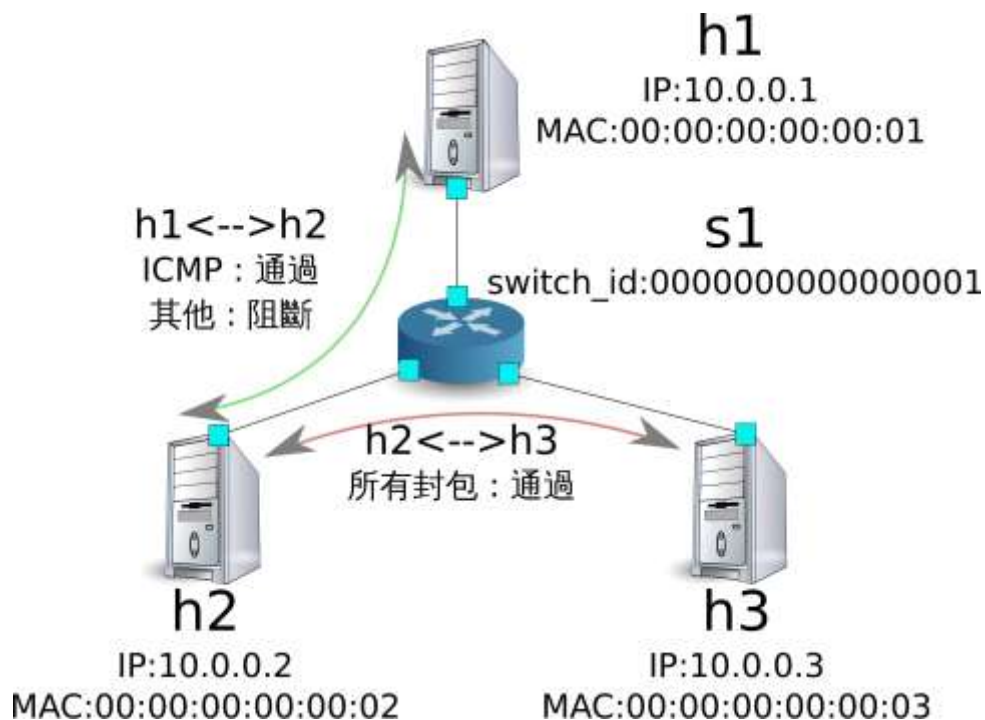 h1
IP:10.0.0.1
MAC:00:00:00:00:00:01
h1<-->h2
ICMP：通過
其他：阻斷
s1
switch_id:0000000000000001
h2<-->h3
所有封包：通過
h2
IP:10.0.0.2
MAC:00:00:00:00:00:02
h3
IP:10.0.0.3
MAC:00:00:00:00:00:03